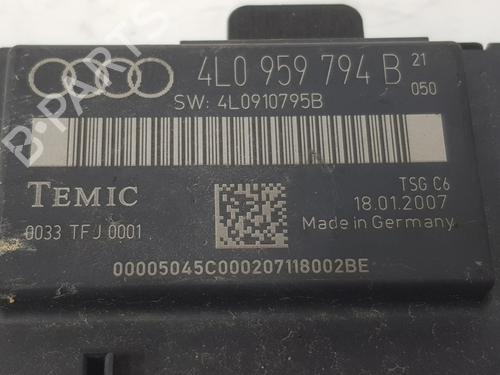 4L0 959 794 B 21
050
SW: 4L0910795B
TEMIC
TSG C6
18.01.2007
0033 TFJ 0001
Made in Germany
00005045C000207118002BE
B-PARTS